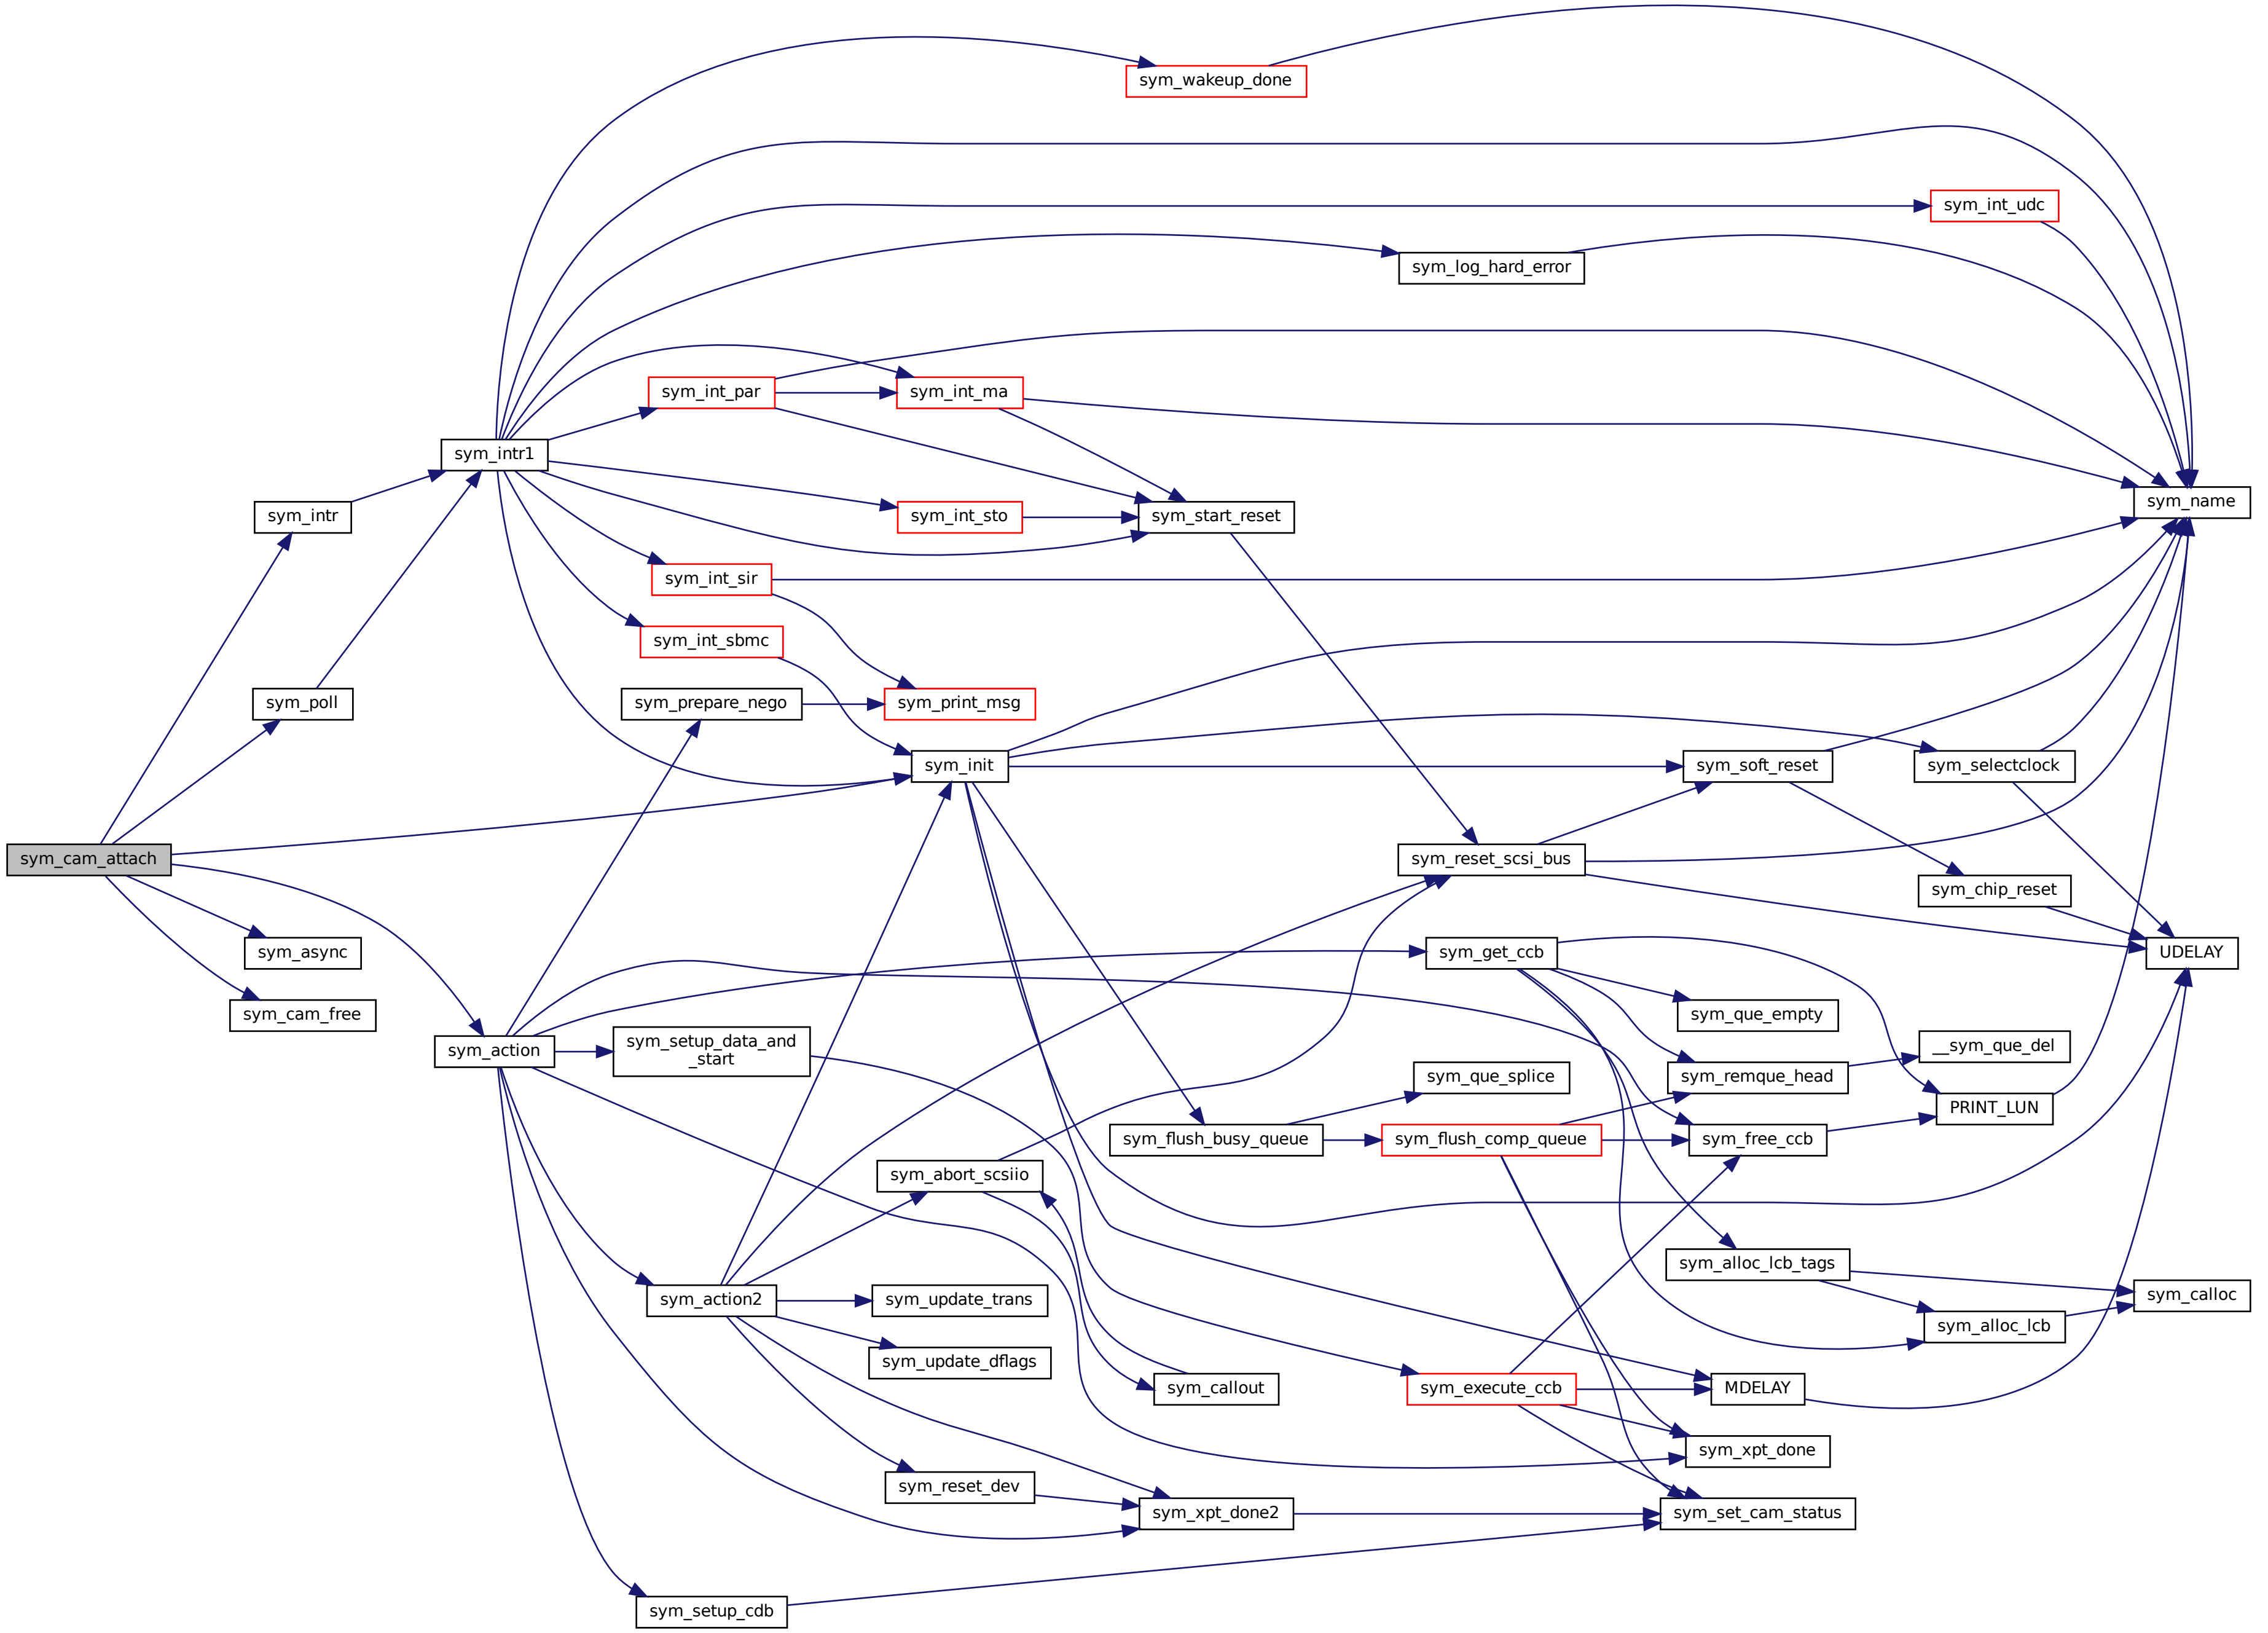 sym_wakeup_done
sym_int_udc
sym_log_hard_error
sym_int_par
sym_int_ma
sym_intr1
sym_name
sym_intr
sym_int_sto
sym_start_reset
sym_int_sir
sym_int_sbmc
sym_poll
sym_prepare_nego
sym_print_msg
sym_init
sym_soft_reset
sym_selectclock
sym_cam_attach
sym_reset_scsi_bus
sym_chip_reset
sym_async
sym_get_ccb
UDELAY
sym_cam_free
sym_que_empty
sym_action
sym_setup_data_and
_start
__sym_que_del
sym_que_splice
sym_remque_head
PRINT_LUN
sym_flush_busy_queue
sym_flush_comp_queue
sym_free_ccb
sym_abort_scsiio
sym_alloc_lcb_tags
sym_action2
sym_update_trans
sym_calloc
sym_alloc_lcb
sym_update_dflags
sym_callout
sym_execute_ccb
MDELAY
sym_xpt_done
sym_reset_dev
sym_xpt_done2
sym_set_cam_status
sym_setup_cdb